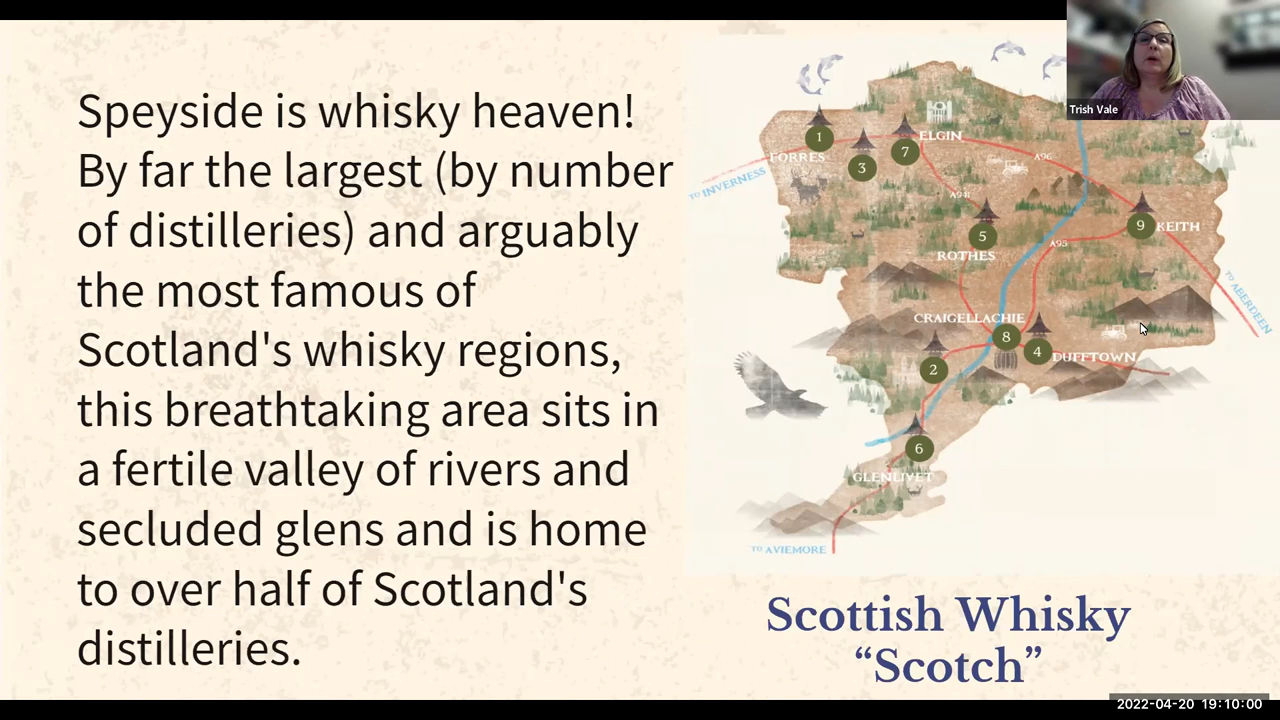 Speyside is whisky heaven!
By far the largest (by number
of distilleries) and arguably
the most famous of
Scotland's whisky regions,
this breathtaking area sits in
a fertile valley of rivers and
secluded glens and is home
to over half of Scotland's
distilleries.
Trish Vale
1
FORRES
3
7
ELGIN
A96
TO INVERNESS
A941
5
ROTHES
9
KEITH
A95
TO ABERDEEN
CRAIGELLACHIE
8
4
DUFFTOWN
2
6
GLENLIVET
TO AVIEMORE
Scottish Whisky
“Scotch”
2022-04-20 19:10:00